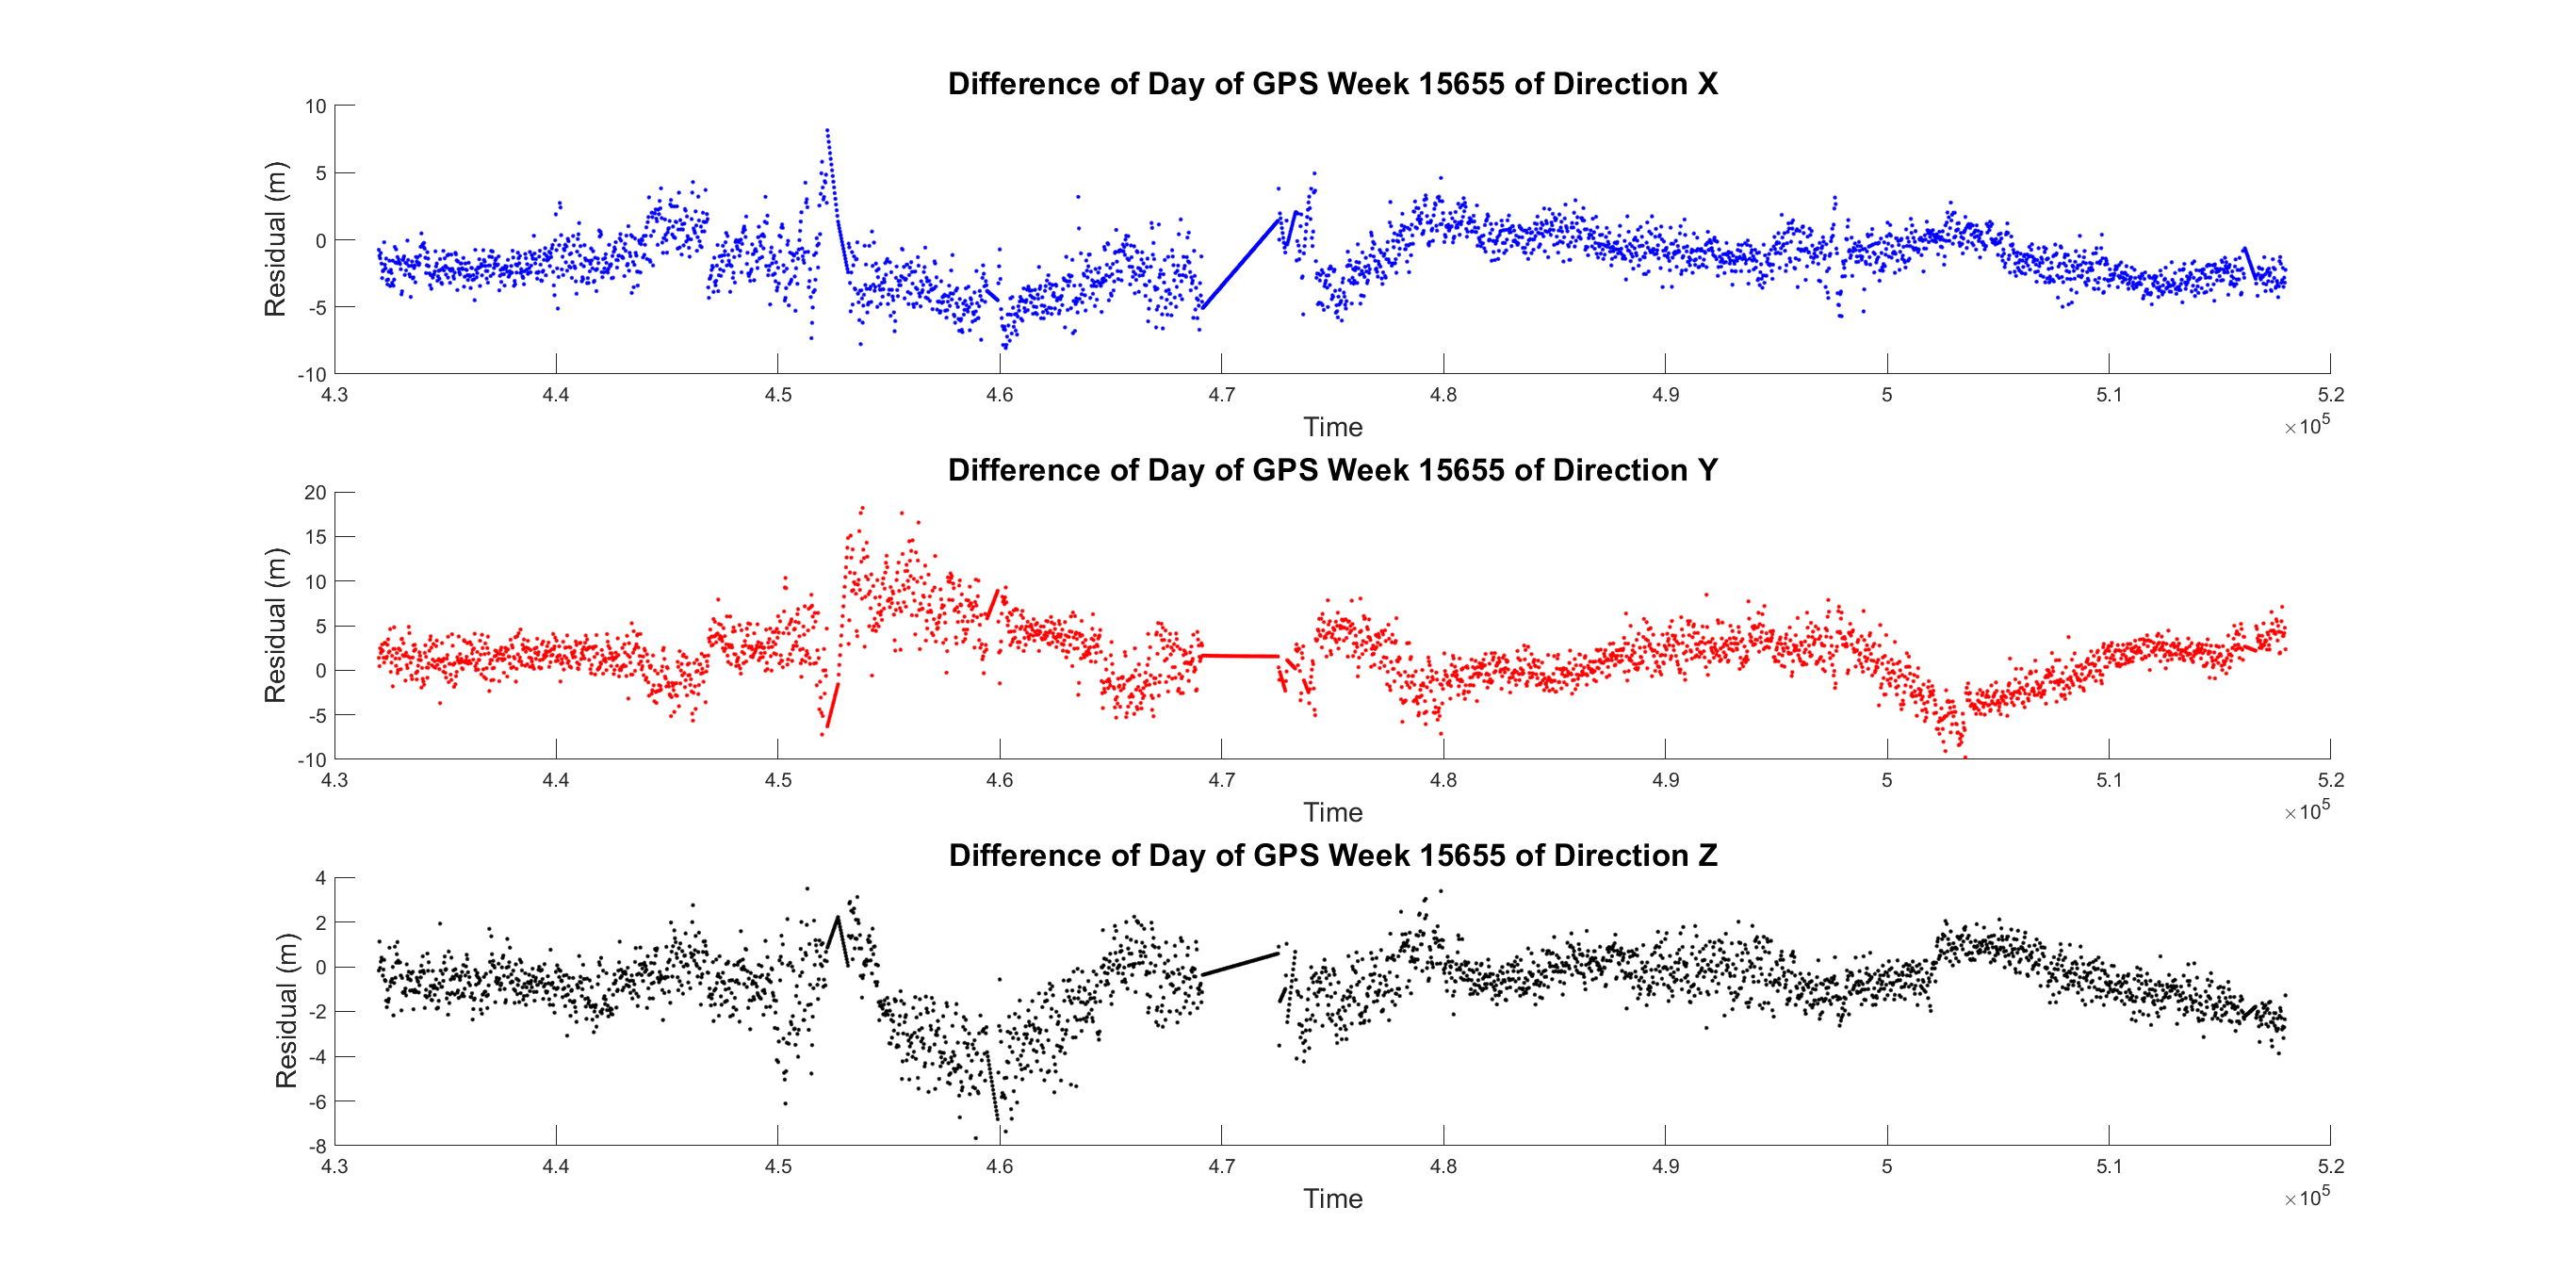 Difference of Day of GPS Week 15655 of Direction X
10
5
0
-5
-10
Residual (m)
4.3 4.4 4.5 4.6 4.7 4.8 4.9 5 5.1 5.2
Time
×10^5
Difference of Day of GPS Week 15655 of Direction Y
20
15
10
5
0
-5
-10
Residual (m)
4.3 4.4 4.5 4.6 4.7 4.8 4.9 5 5.1 5.2
Time
×10^5
Difference of Day of GPS Week 15655 of Direction Z
4
2
0
-2
-4
-6
-8
Residual (m)
4.3 4.4 4.5 4.6 4.7 4.8 4.9 5 5.1 5.2
Time
×10^5